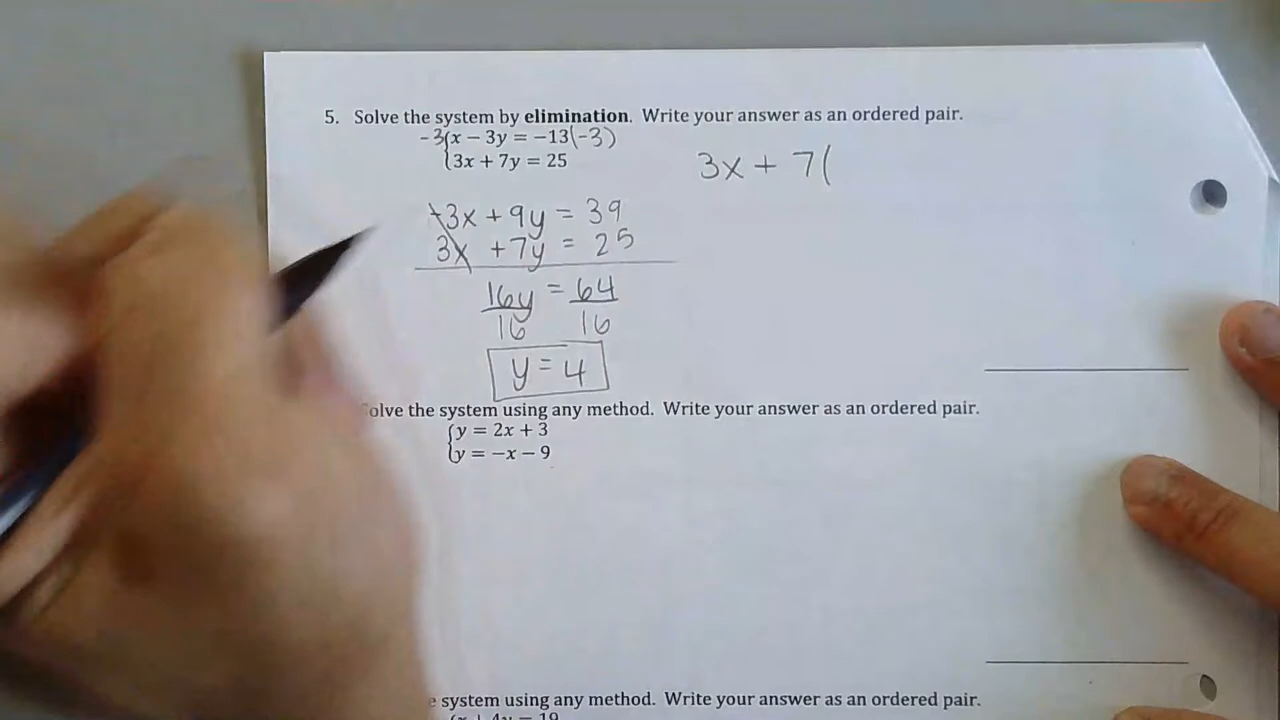 5. Solve the system by elimination. Write your answer as an ordered pair.
-3(x − 3y = −13(-3)
3x + 7y = 25
3x + 7(
-3x + 9y = 39
3x + 7y = 25
16y = 64
16 16
y = 4
olve the system using any method. Write your answer as an ordered pair.
y = 2x + 3
y = −x − 9
e system using any method. Write your answer as an ordered pair.